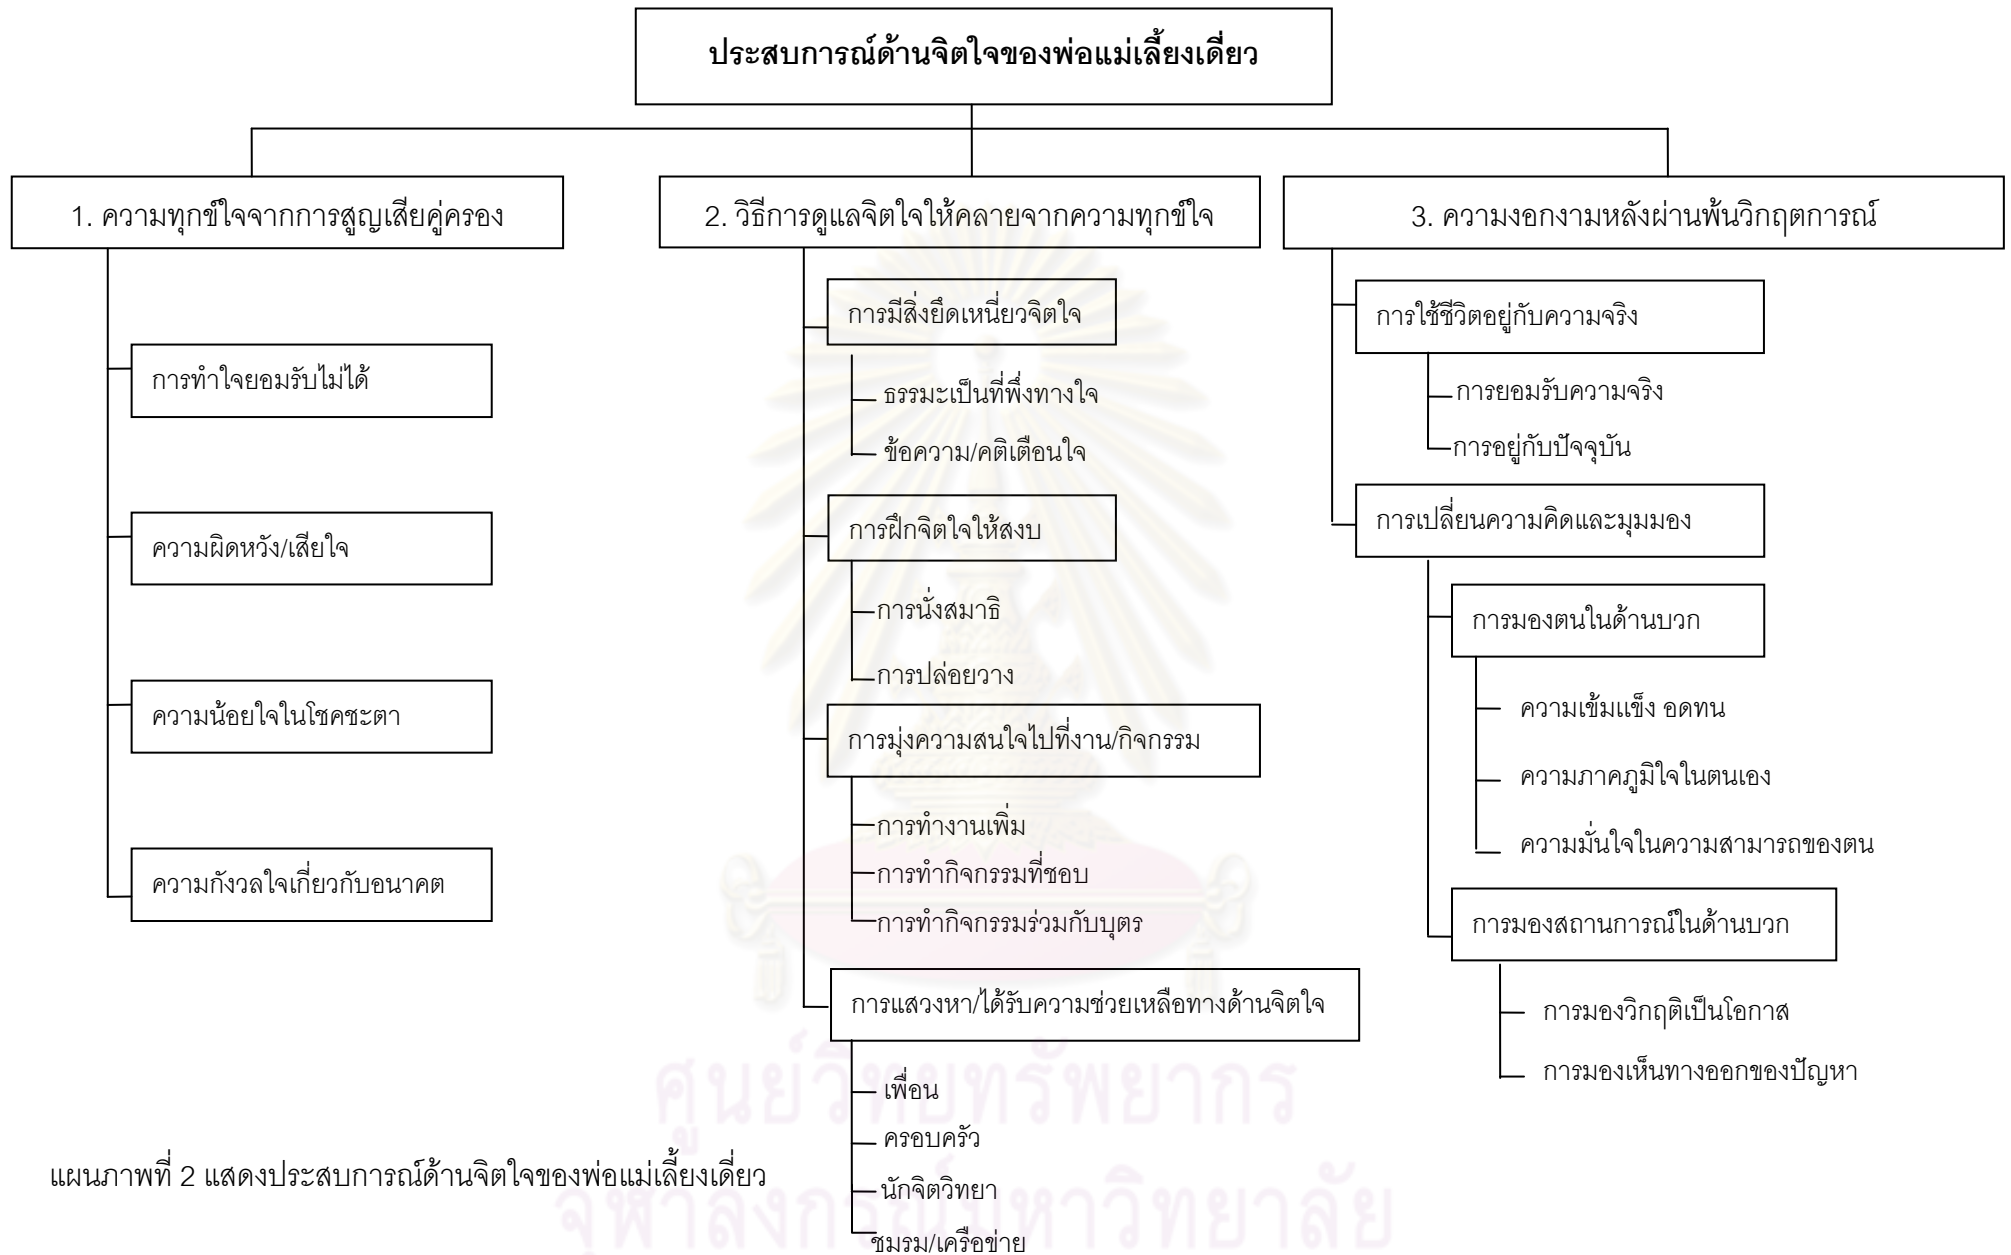 ประสบการณ์ด้านจิตใจของพ่อแม่เลี้ยงเดี่ยว
1. ความทุกข์ใจจากการสูญเสียคู่ครอง
การทำใจยอมรับไม่ได้
ความผิดหวัง/เสียใจ
ความน้อยใจในโชคชะตา
ความกังวลใจเกี่ยวกับอนาคต
2. วิธีการดูแลจิตใจให้คลายจากความทุกข์ใจ
การมีสิ่งยึดเหนี่ยวจิตใจ
ธรรมะเป็นที่พึ่งทางใจ
ข้อความ/คติเตือนใจ
การฝึกจิตใจให้สงบ
การนั่งสมาธิ
การปล่อยวาง
การมุ่งความสนใจไปที่งาน/กิจกรรม
การทำงานเพิ่ม
การทำกิจกรรมที่ชอบ
การทำกิจกรรมร่วมกับบุตร
การแสวงหา/ได้รับความช่วยเหลือทางด้านจิตใจ
เพื่อน
ครอบครัว
นักจิตวิทยา
ชมรม/เครือข่าย
3. ความงอกงามหลังผ่านพ้นวิกฤตการณ์
การใช้ชีวิตอยู่กับความจริง
การยอมรับความจริง
การอยู่กับปัจจุบัน
การเปลี่ยนความคิดและมุมมอง
การมองตนในด้านบวก
ความเข้มแข็ง อดทน
ความภาคภูมิใจในตนเอง
ความมั่นใจในความสามารถของตน
การมองสถานการณ์ในด้านบวก
การมองวิกฤติเป็นโอกาส
การมองเห็นทางออกของปัญหา
แผนภาพที่ 2 แสดงประสบการณ์ด้านจิตใจของพ่อแม่เลี้ยงเดี่ยว
ศูนย์วิทยทรัพยากร
จุฬาลงกรณ์มหาวิทยาลัย